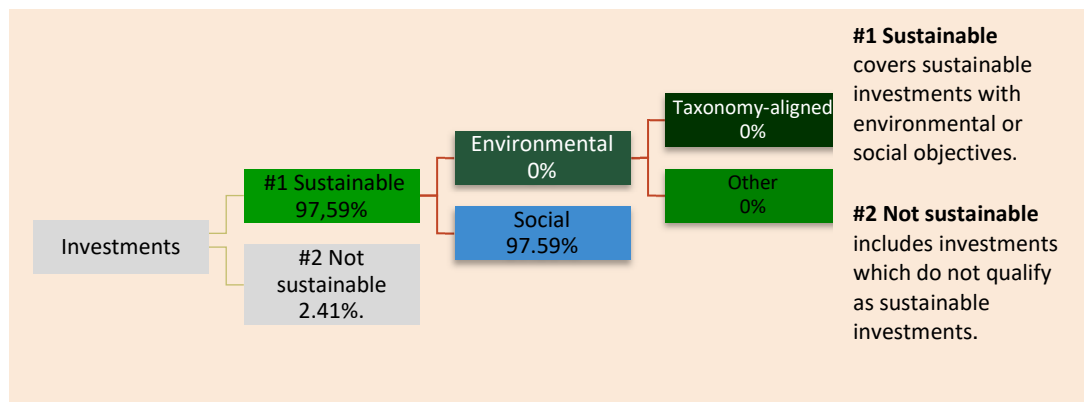 Investments
#1 Sustainable
97,59%
#2 Not
sustainable
2.41%.
Environmental
0%
Social
97.59%
Taxonomy-aligned
0%
Other
0%
#1 Sustainable
covers sustainable
investments with
environmental or
social objectives.
#2 Not sustainable
includes investments
which do not qualify
as sustainable
investments.